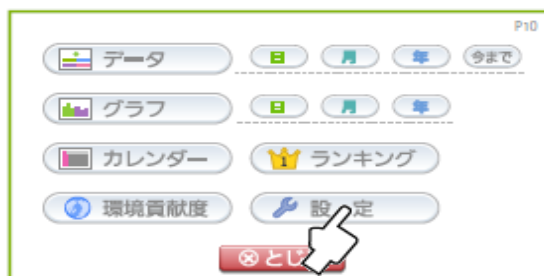 P10
データ 日 月 年 今まで
グラフ 日 月 年
カレンダー 1 ランキング
環境貢献度 設定
とじ